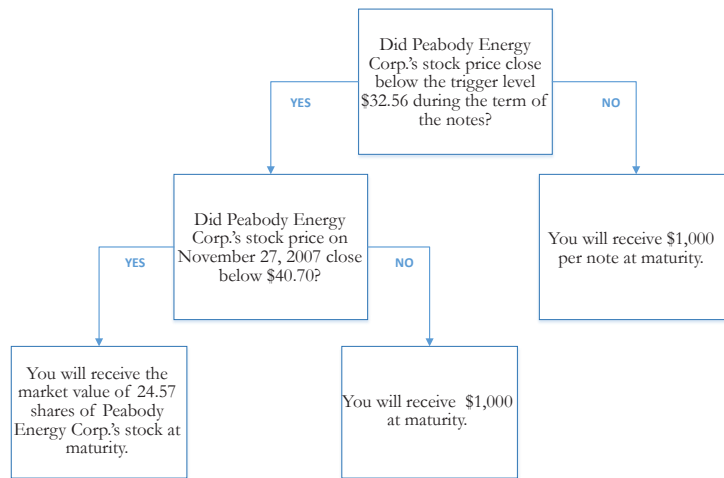 Did Peabody Energy
Corp.'s stock price close
below the trigger level
$32.56 during the term of
the notes?
YES
NO
Did Peabody Energy
Corp.'s stock price on
November 27, 2007 close
below $40.70?
You will receive $1,000
per note at maturity.
YES
NO
You will receive the
market value of 24.57
shares of Peabody
Energy Corp.'s stock at
maturity.
You will receive $1,000
at maturity.